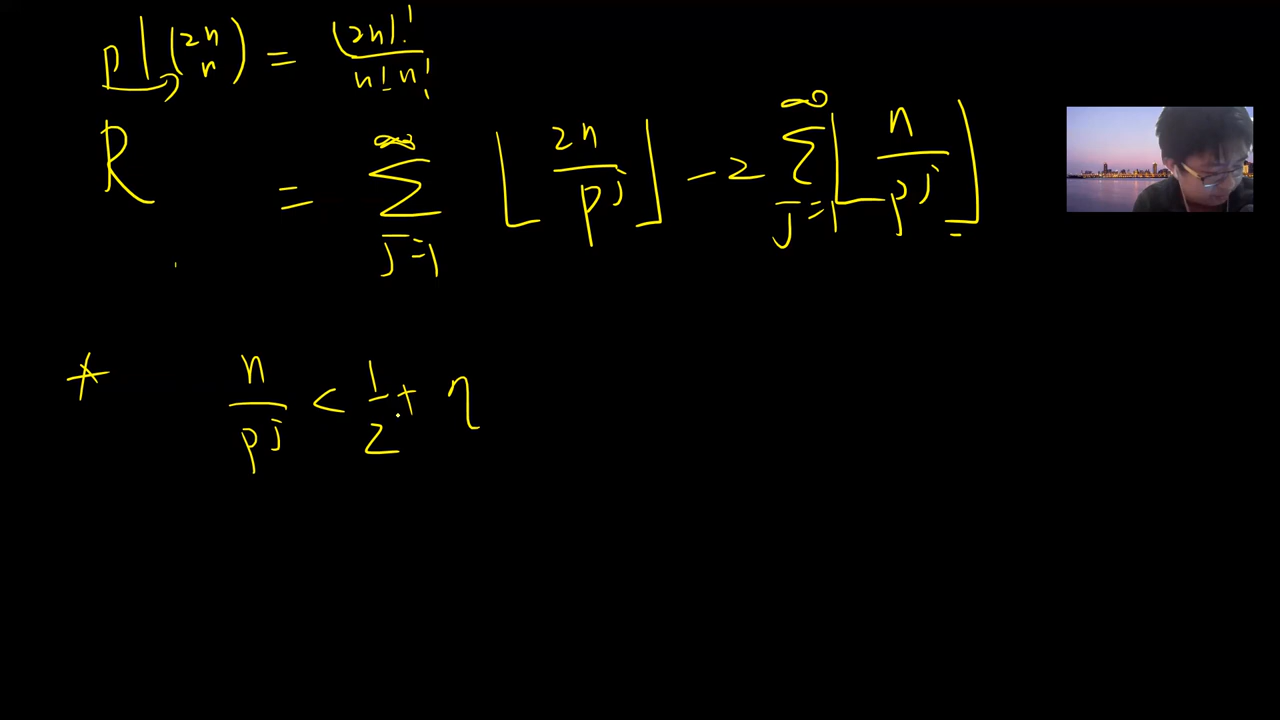 p | (2n n) = (2n)! / n! n!
R = ∞ ∑ j=1 ⌊ 2n / p^j ⌋ - 2 ∞ ∑ j=1 ⌊ n / p^j ⌋
* n / p^j < 1/2 + η